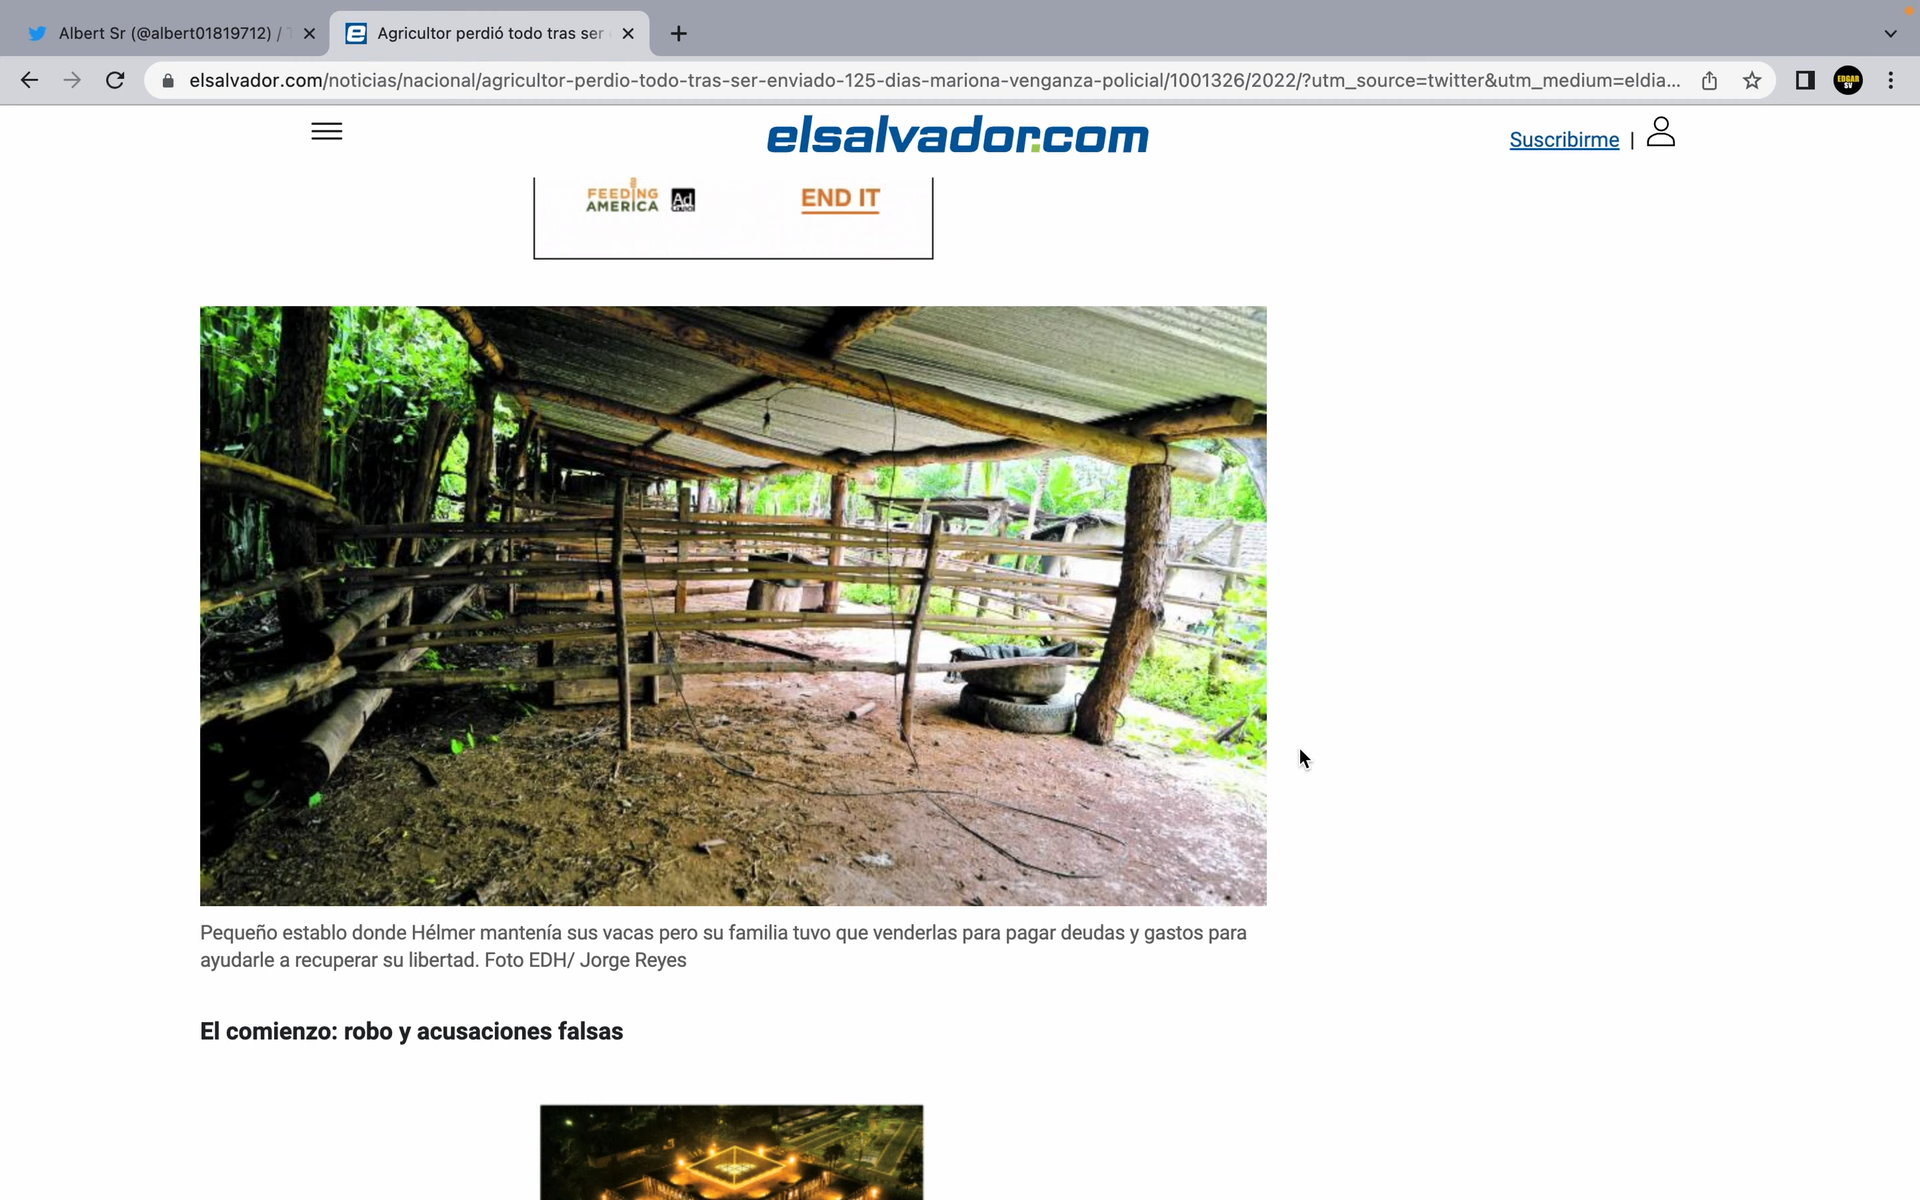 Albert Sr (@albert01819712) /
Agricultor perdió todo tras ser
elsalvador.com/noticias/nacional/agricultor-perdio-todo-tras-ser-enviado-125-dias-mariona-venganza-policial/1001326/2022/?utm_source=twitter&utm_medium=eldia...
EDGAR
SV
elsalvador.com
Suscribirme |
FEEDING
AMERICA
Ad
Council
END IT
Pequeño establo donde Hélmer mantenía sus vacas pero su familia tuvo que venderlas para pagar deudas y gastos para
ayudarle a recuperar su libertad. Foto EDH/ Jorge Reyes
El comienzo: robo y acusaciones falsas